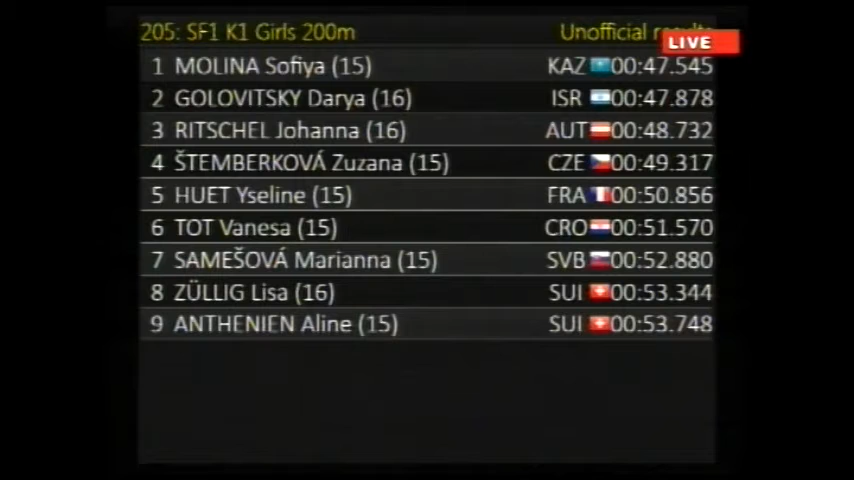 205: SF1 K1 Girls 200m Unofficial results
LIVE
1 MOLINA Sofiya (15) KAZ 00:47.545
2 GOLOVITSKY Darya (16) ISR 00:47.878
3 RITSCHEL Johanna (16) AUT 00:48.732
4 ŠTEMBERKOVÁ Zuzana (15) CZE 00:49.317
5 HUET Yseline (15) FRA 00:50.856
6 TOT Vanesa (15) CRO 00:51.570
7 SAMEŠOVÁ Marianna (15) SVB 00:52.880
8 ZÜLLIG Lisa (16) SUI 00:53.344
9 ANTHENIEN Aline (15) SUI 00:53.748